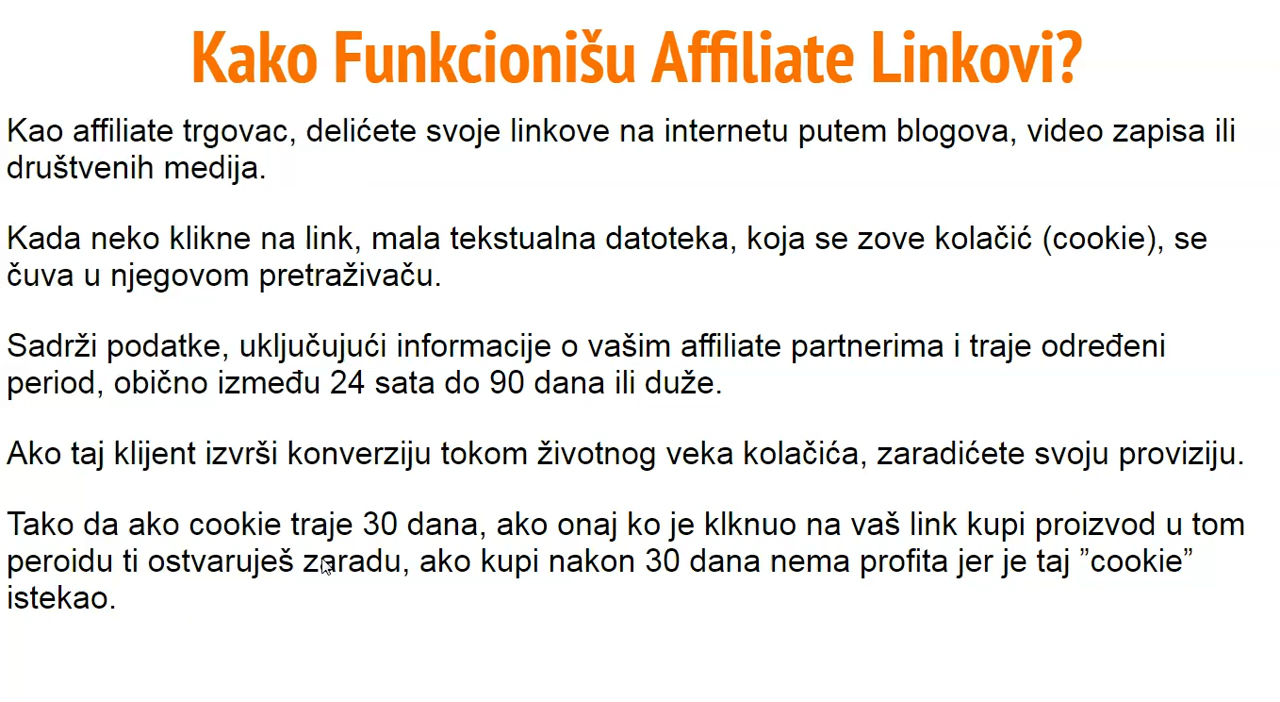 Kako Funkcionišu Affiliate Linkovi?
Kao affiliate trgovac, delićete svoje linkove na internetu putem blogova, video zapisa ili
društvenih medija.
Kada neko klikne na link, mala tekstualna datoteka, koja se zove kolačić (cookie), se
čuva u njegovom pretraživaču.
Sadrži podatke, uključujući informacije o vašim affiliate partnerima i traje određeni
period, obično između 24 sata do 90 dana ili duže.
Ako taj klijent izvrši konverziju tokom životnog veka kolačića, zaradićete svoju proviziju.
Tako da ako cookie traje 30 dana, ako onaj ko je klknuo na vaš link kupi proizvod u tom
peroidu ti ostvaruješ zaradu, ako kupi nakon 30 dana nema profita jer je taj ”cookie”
istekao.